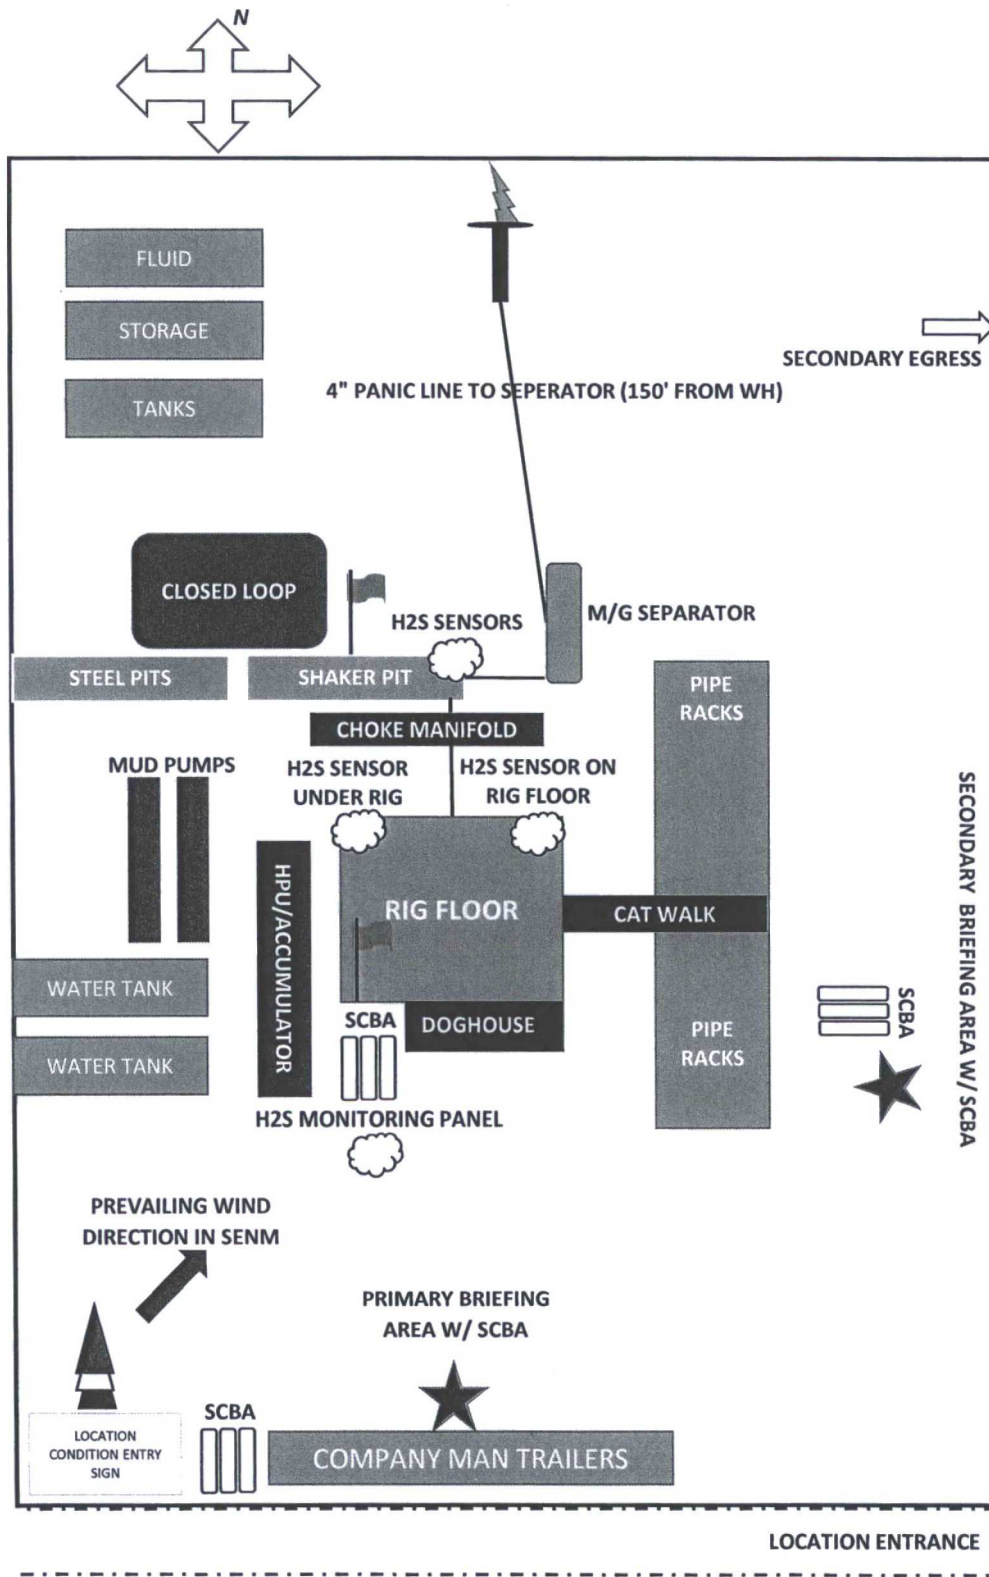 N
FLUID
STORAGE
TANKS
SECONDARY EGRESS
4" PANIC LINE TO SEPERATOR (150' FROM WH)
CLOSED LOOP
H2S SENSORS
M/G SEPARATOR
STEEL PITS
SHAKER PIT
PIPE
RACKS
CHOKE MANIFOLD
MUD PUMPS
H2S SENSOR
UNDER RIG
H2S SENSOR ON
RIG FLOOR
HPU/ACCUMULATOR
RIG FLOOR
CAT WALK
SECONDARY BRIEFING AREA W/ SCBA
WATER TANK
WATER TANK
SCBA
DOGHOUSE
PIPE
RACKS
SCBA
H2S MONITORING PANEL
PREVAILING WIND
DIRECTION IN SENM
PRIMARY BRIEFING
AREA W/ SCBA
LOCATION
CONDITION ENTRY
SIGN
SCBA
COMPANY MAN TRAILERS
LOCATION ENTRANCE